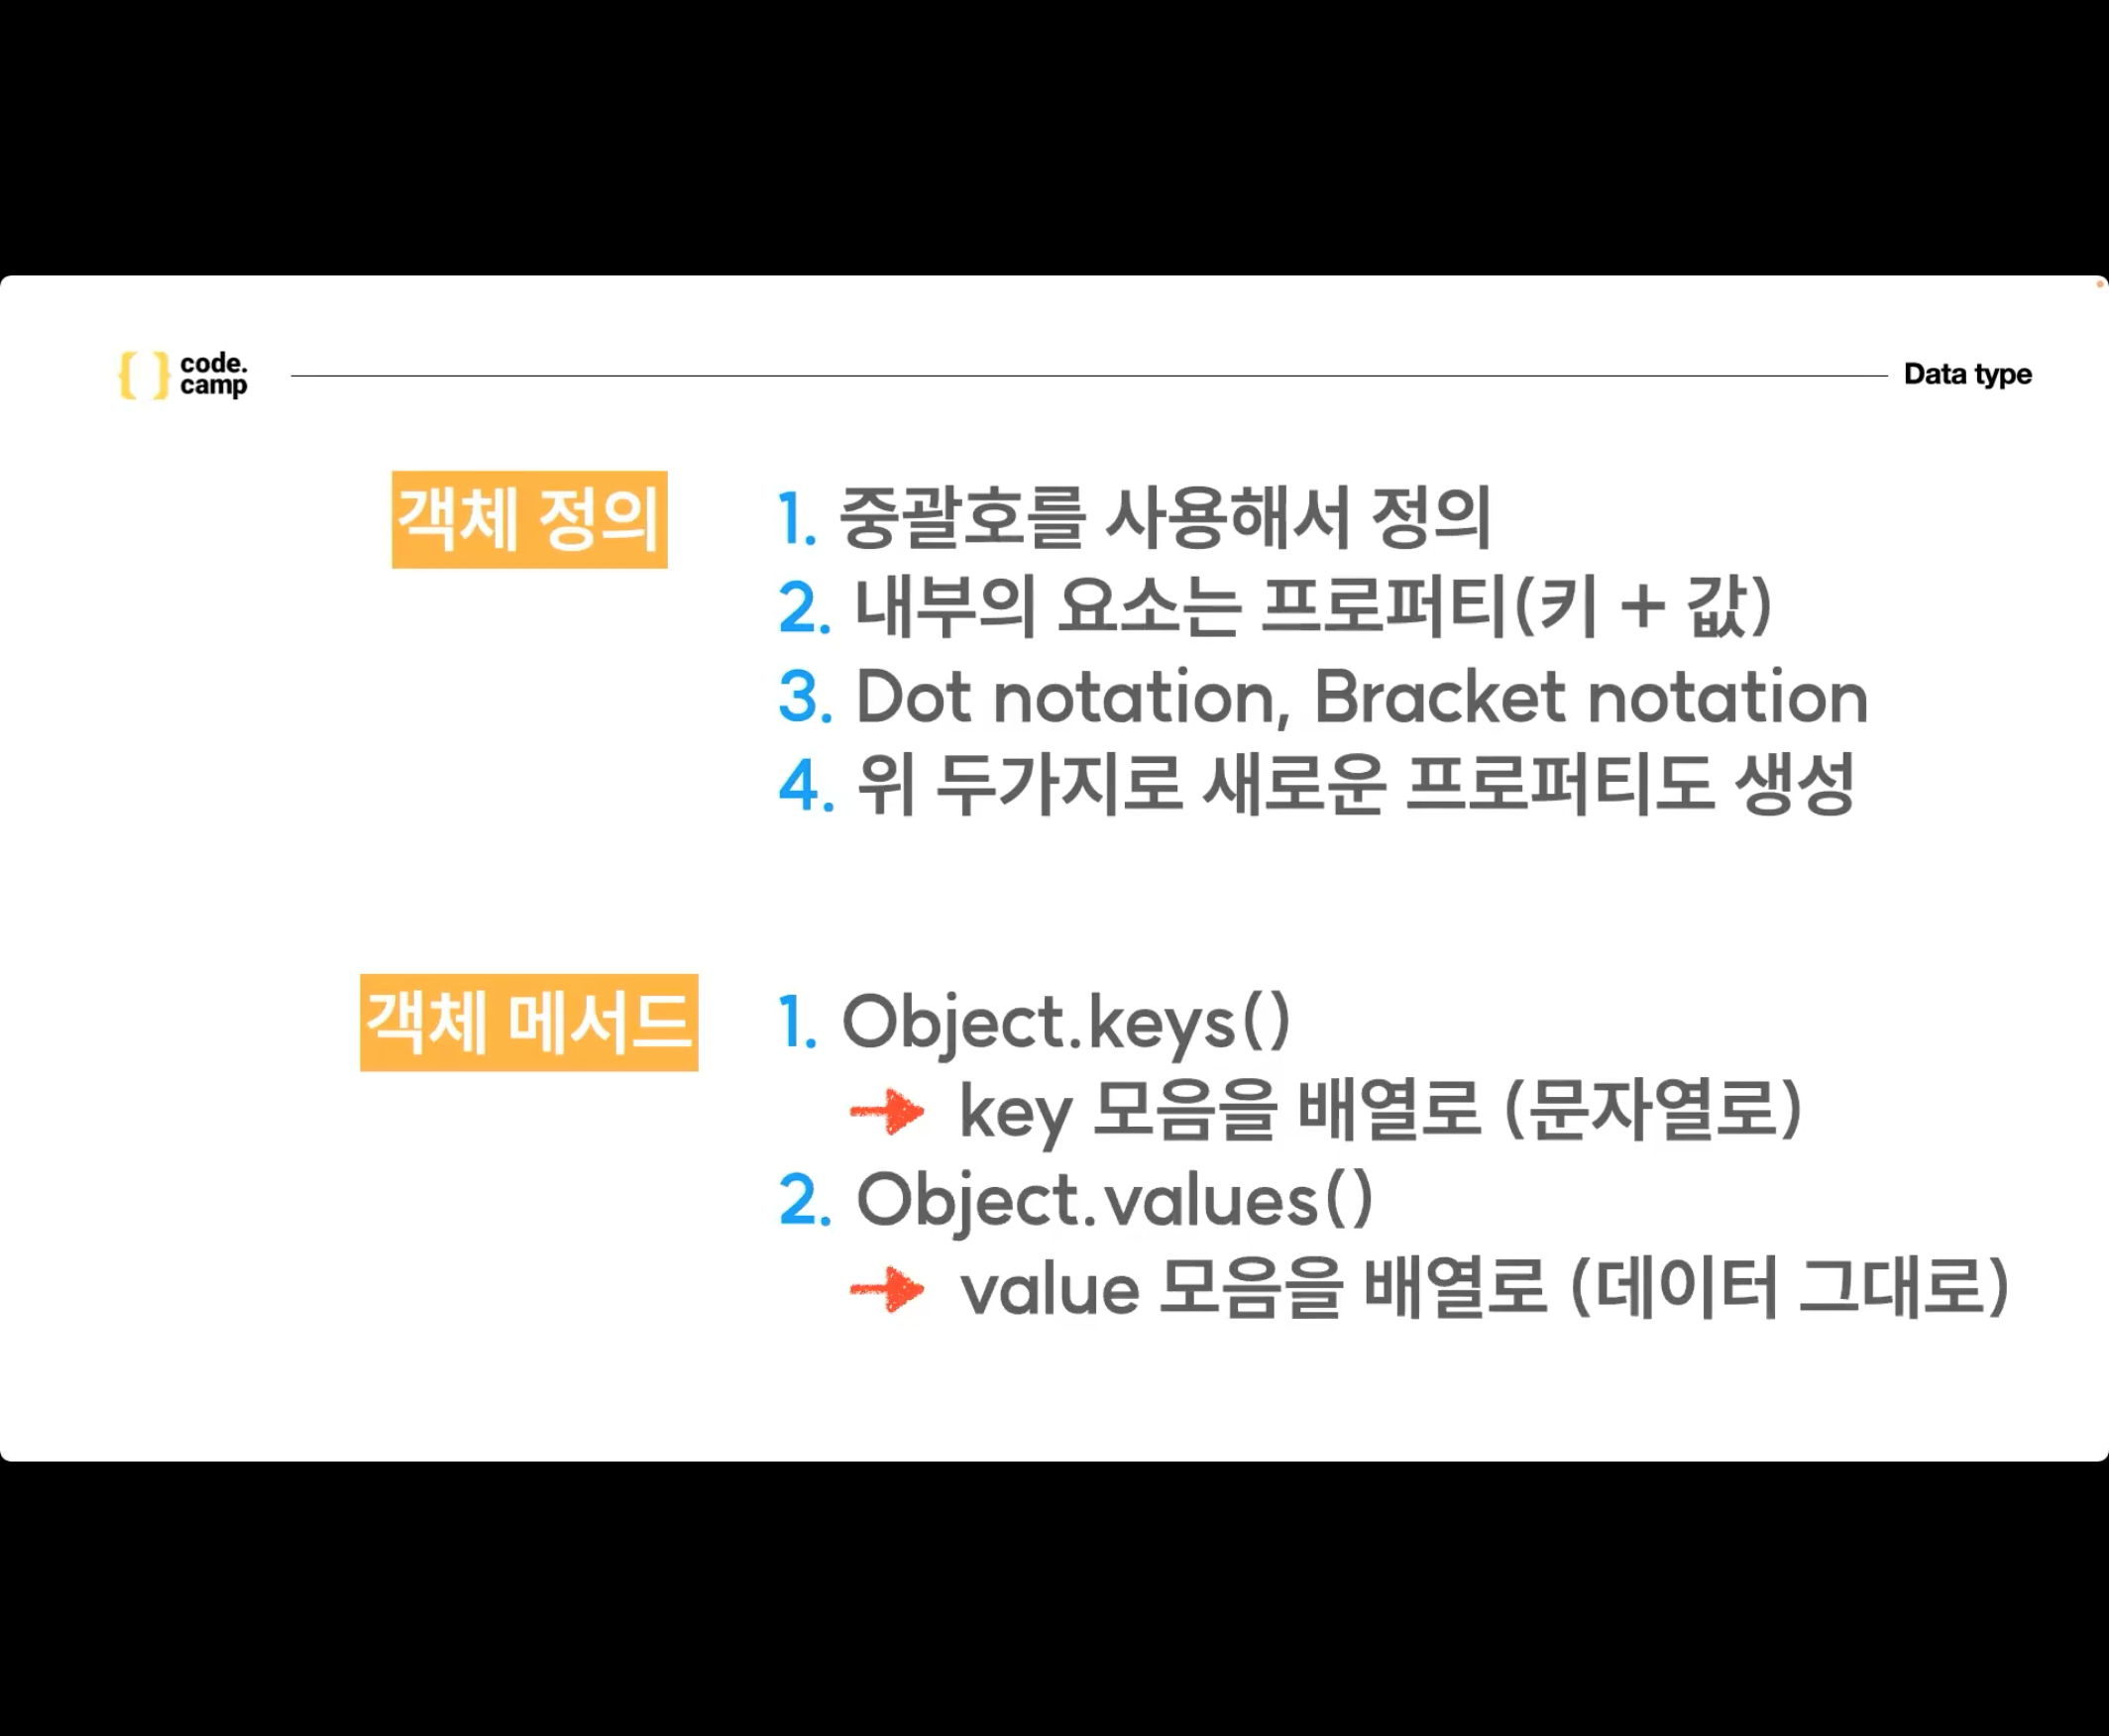 code.
camp
Data type
객체 정의
1. 중괄호를 사용해서 정의
2. 내부의 요소는 프로퍼티(키 + 값)
3. Dot notation, Bracket notation
4. 위 두가지로 새로운 프로퍼티도 생성
객체 메서드
1. Object.keys()
key 모음을 배열로 (문자열로)
2. Object.values()
value 모음을 배열로 (데이터 그대로)